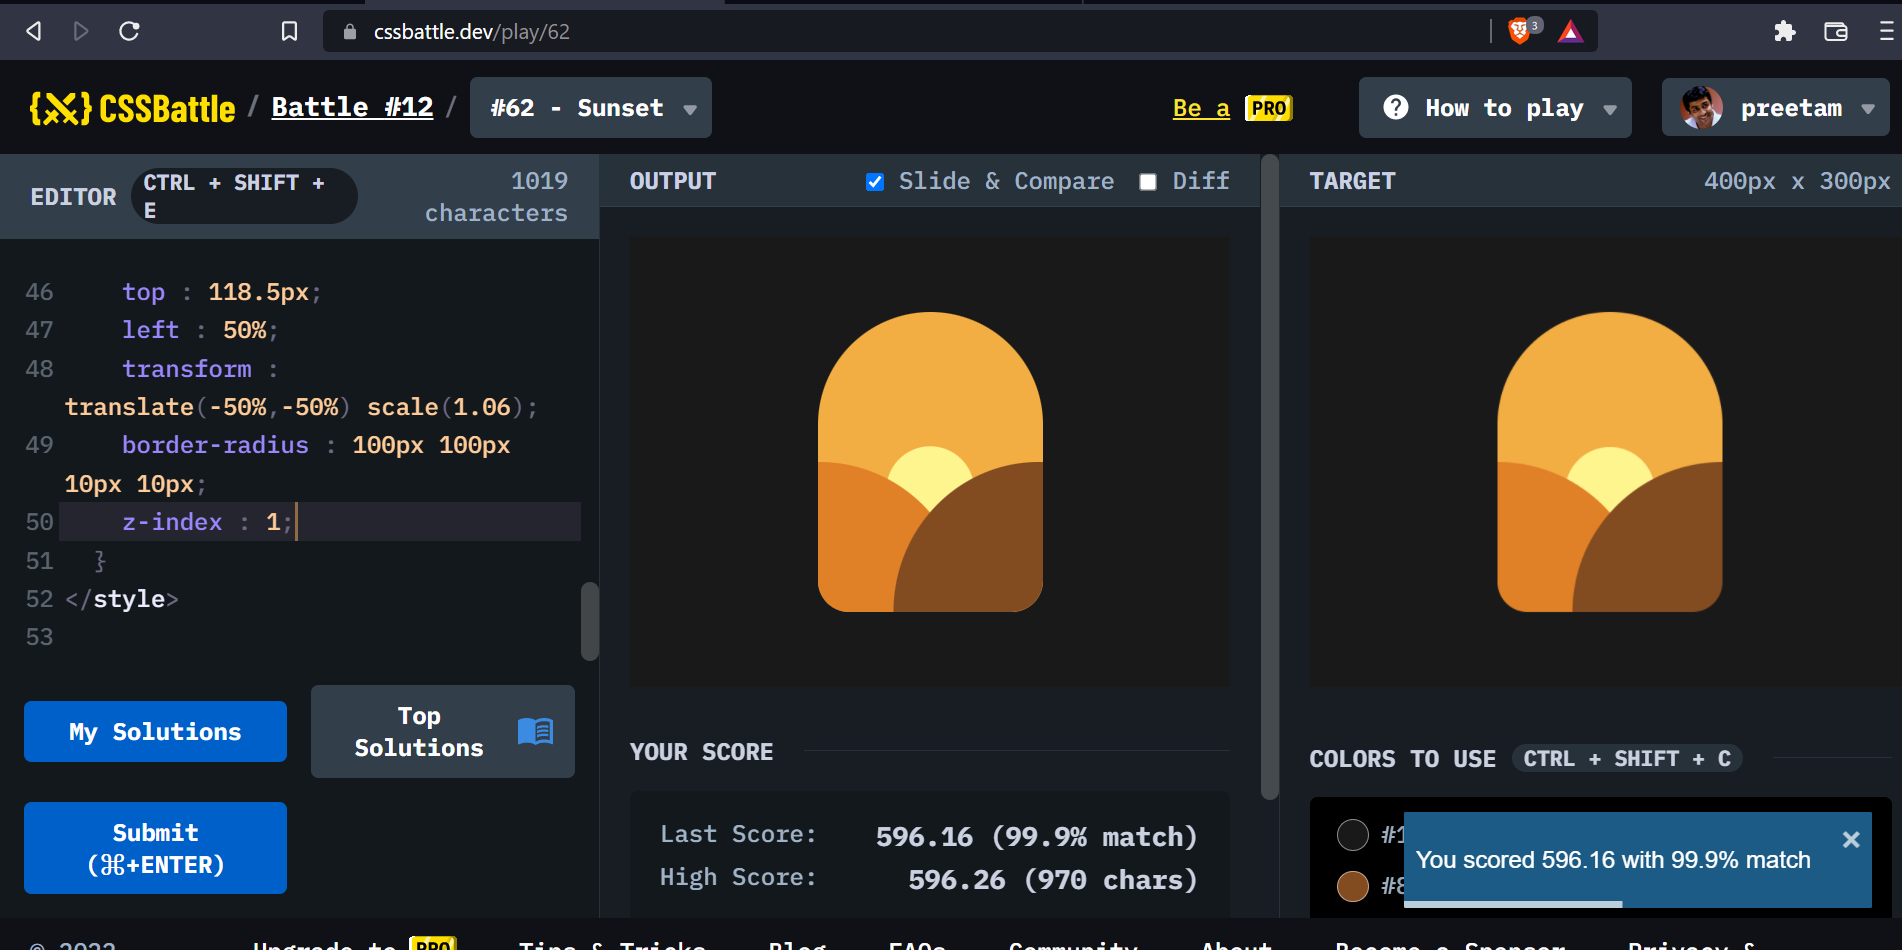 cssbattle.dev/play/62
3
{X} CSSBattle / Battle #12 / #62 - Sunset
Be a PRO
How to play
preetam
EDITOR
CTRL + SHIFT + E
1019 characters
46 top : 118.5px;
47 left : 50%;
48 transform :
translate(-50%,-50%) scale(1.06);
49 border-radius : 100px 100px
10px 10px;
50 z-index : 1;
51 }
52 </style>
53
My Solutions
Top
Solutions
Submit
(⌘+ENTER)
OUTPUT
Slide & Compare
Diff
YOUR SCORE
Last Score: 596.16 (99.9% match)
High Score: 596.26 (970 chars)
TARGET
400px x 300px
COLORS TO USE CTRL + SHIFT + C
#1
#8
You scored 596.16 with 99.9% match
© 2022 Upgrade to PRO Tips & Tricks Blog FAQs Community About Become a Sponsor Privacy &